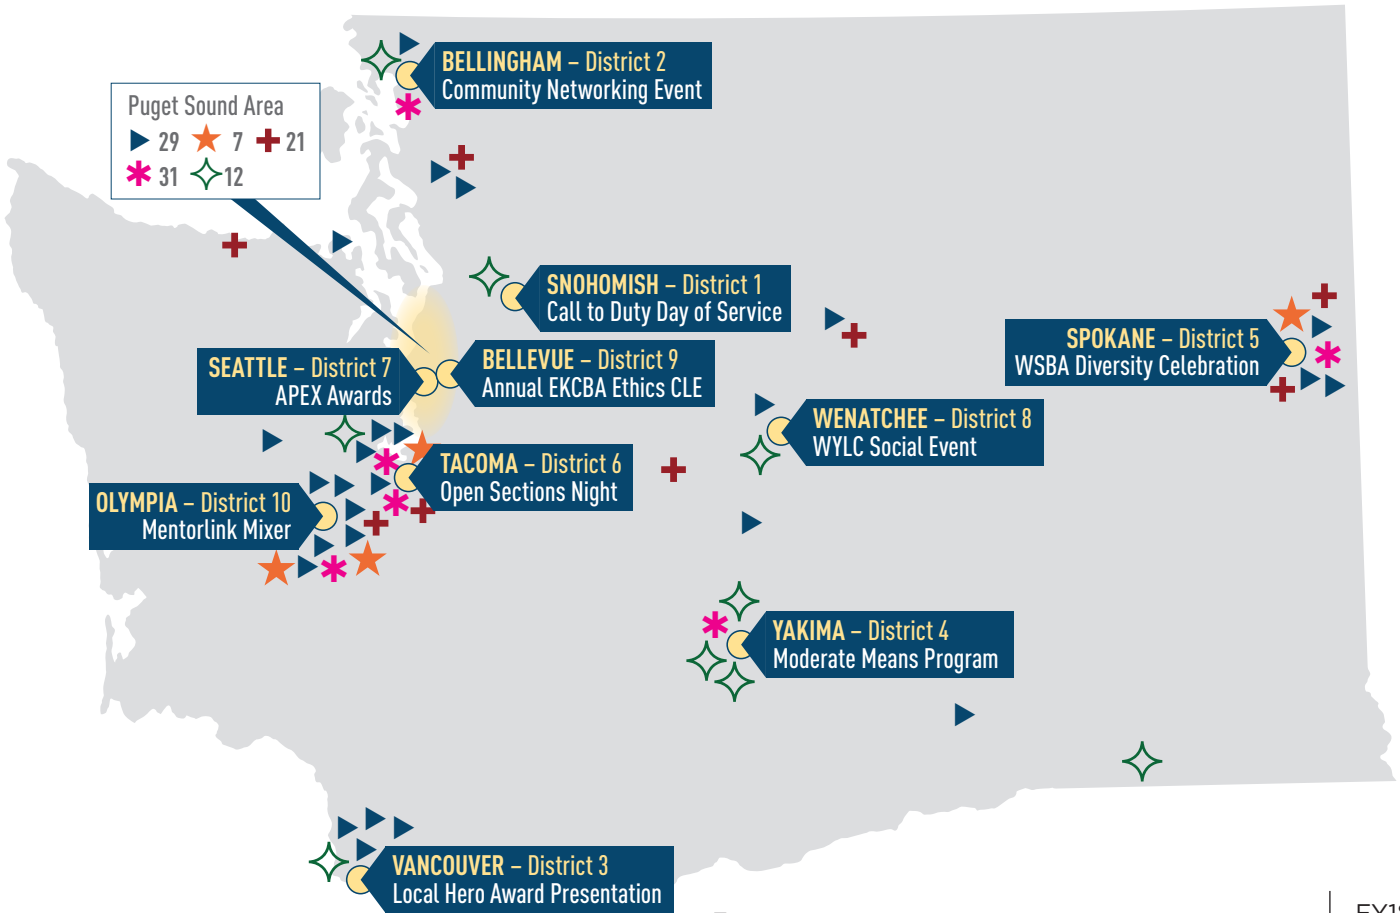 BELLINGHAM – District 2
Community Networking Event
Puget Sound Area
29 7 21
31 12
SNOHOMISH – District 1
Call to Duty Day of Service
SPOKANE – District 5
WSBA Diversity Celebration
SEATTLE – District 7
APEX Awards
BELLEVUE – District 9
Annual EKCBA Ethics CLE
WENATCHEE – District 8
WYLC Social Event
TACOMA – District 6
Open Sections Night
OLYMPIA – District 10
Mentorlink Mixer
YAKIMA – District 4
Moderate Means Program
VANCOUVER – District 3
Local Hero Award Presentation